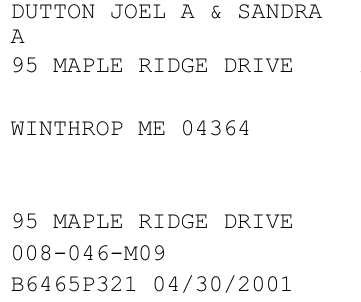 DUTTON JOEL A & SANDRA
A
95 MAPLE RIDGE DRIVE
WINTHROP ME 04364
95 MAPLE RIDGE DRIVE
008-046-M09
B6465P321 04/30/2001